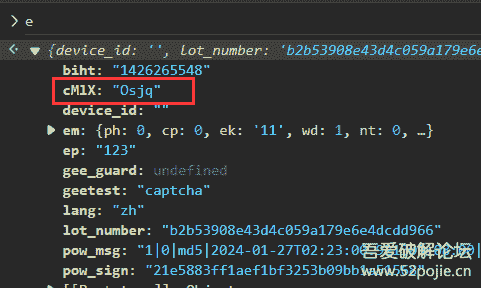 > e
{device_id: '', lot_number: 'b2b53908e43d4c059a179e6e
biht: "1426265548"
cMlX: "Osjq"
device_id: ""
em: {ph: 0, cp: 0, ek: '11', wd: 1, nt: 0, …}
ep: "123"
gee_guard: undefined
geetest: "captcha"
lang: "zh"
lot_number: "b2b53908e43d4c059a179e6e4dcdd966"
pow_msg: "1|0|md5|2024-01-27T02:23:00
pow_sign: "21e5883ff1aef1bf3253b09bb
吾爱破解论坛
www.52pojie.cn